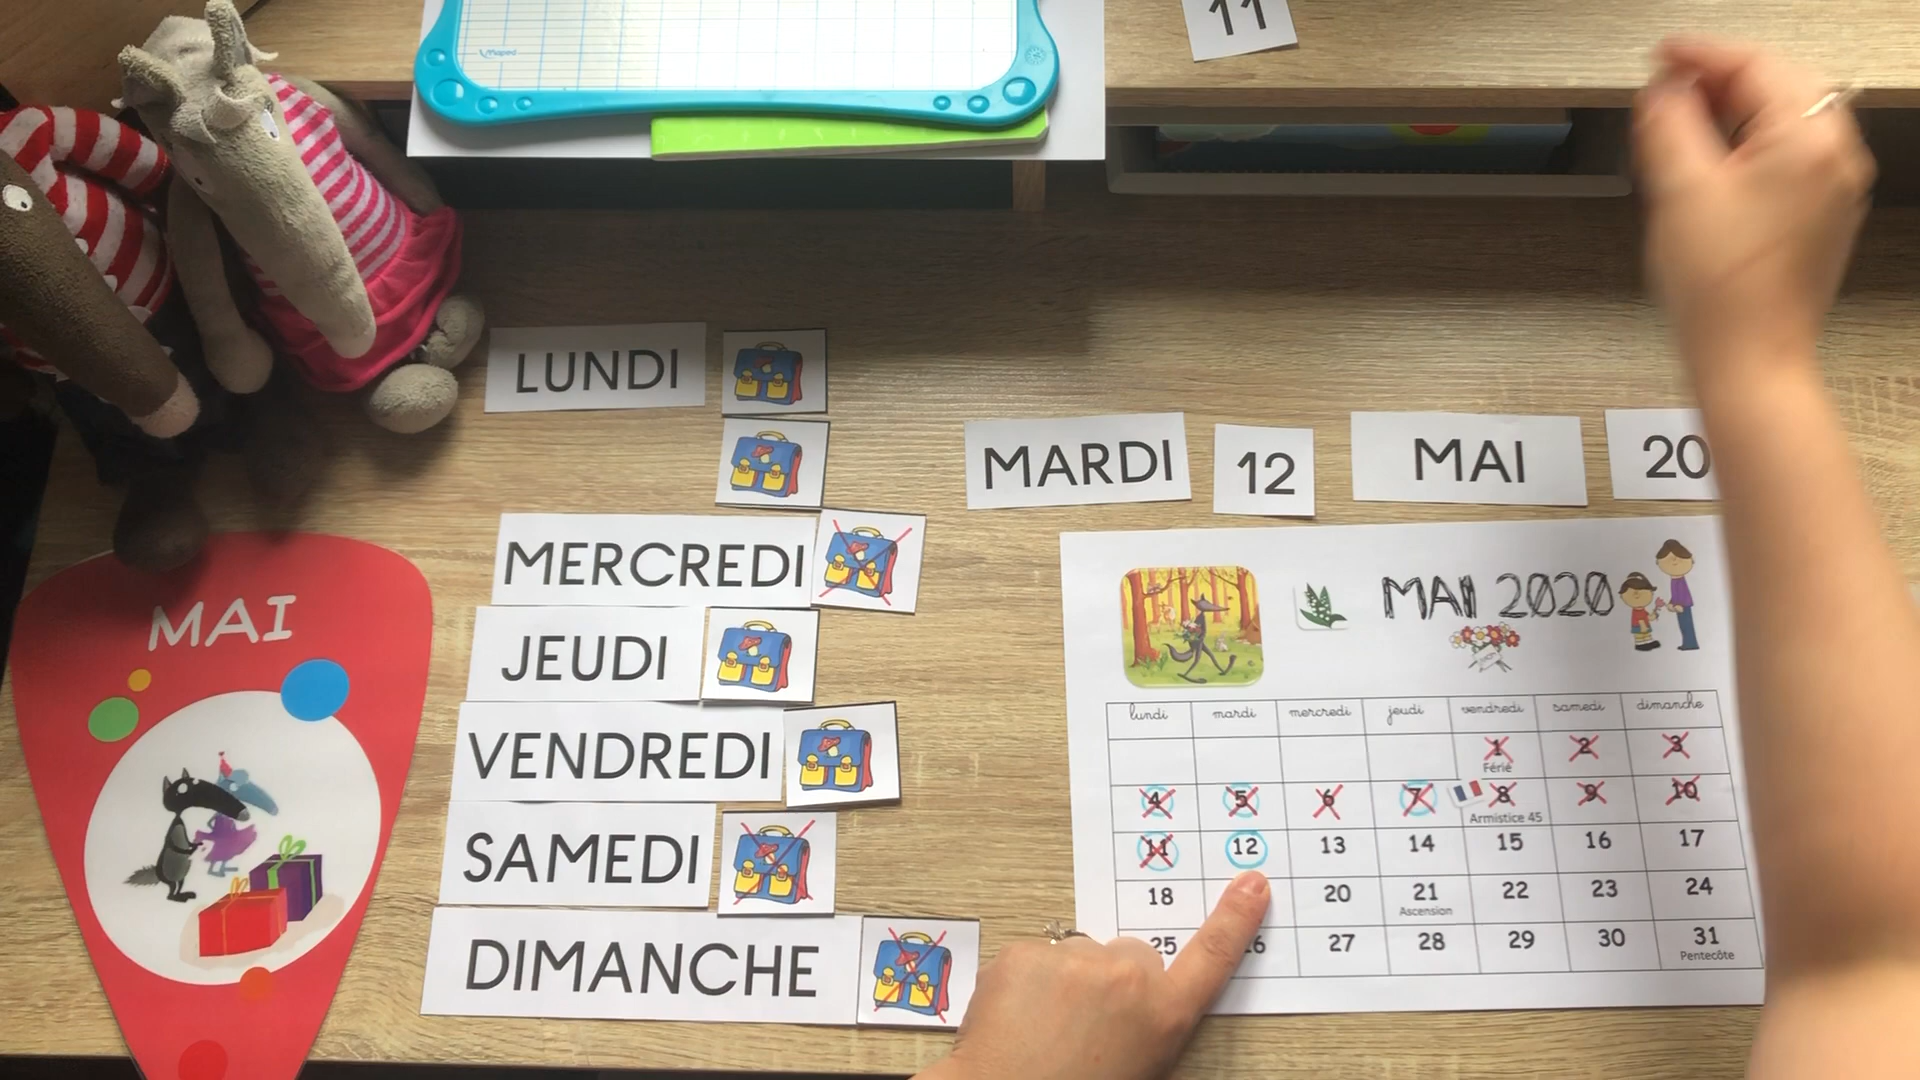 Maped
11
LUNDI
MARDI 12 MAI 20
MERCREDI
JEUDI
VENDREDI
SAMEDI
DIMANCHE
MAI
MAI 2020
lundi mardi mercredi jeudi vendredi samedi dimanche
1 2 3
Férié
4 5 6 7 8 9 10
Armistice 45
11 12 13 14 15 16 17
18 20 21 22 23 24
Ascension
25 26 27 28 29 30 31
Pentecôte